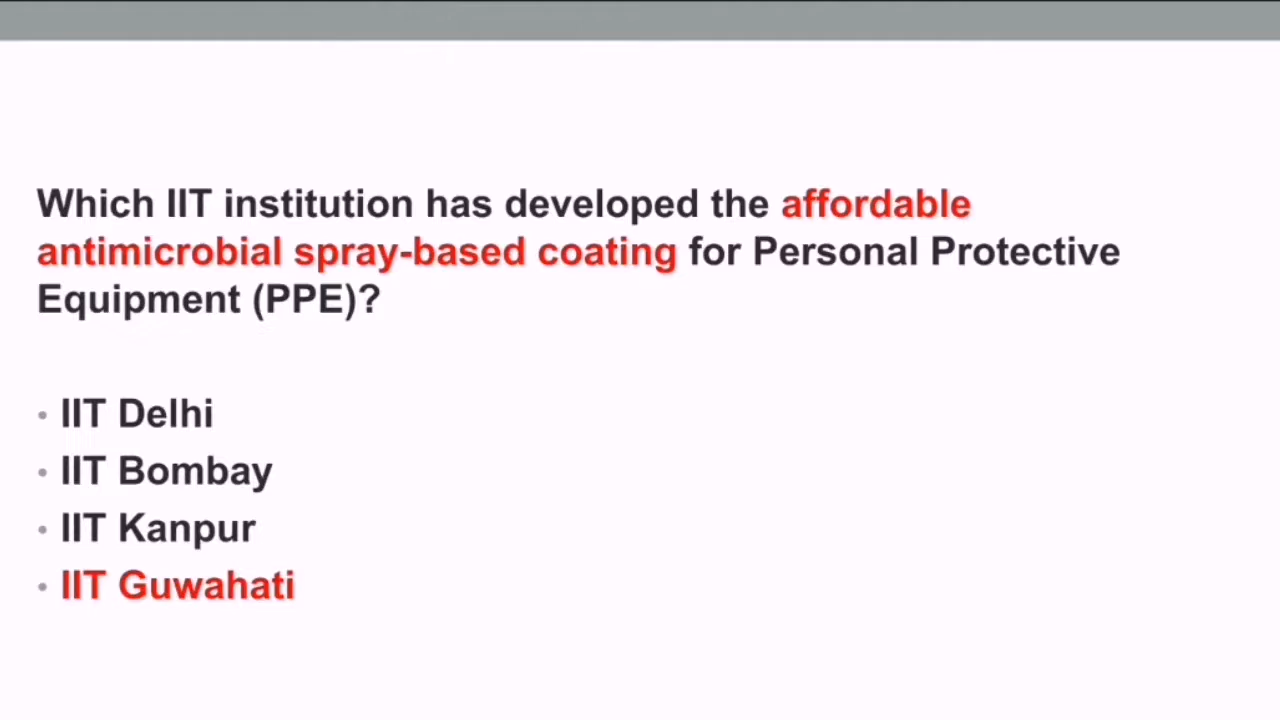 Which IIT institution has developed the affordable
antimicrobial spray-based coating for Personal Protective
Equipment (PPE)?
• IIT Delhi
• IIT Bombay
• IIT Kanpur
• IIT Guwahati